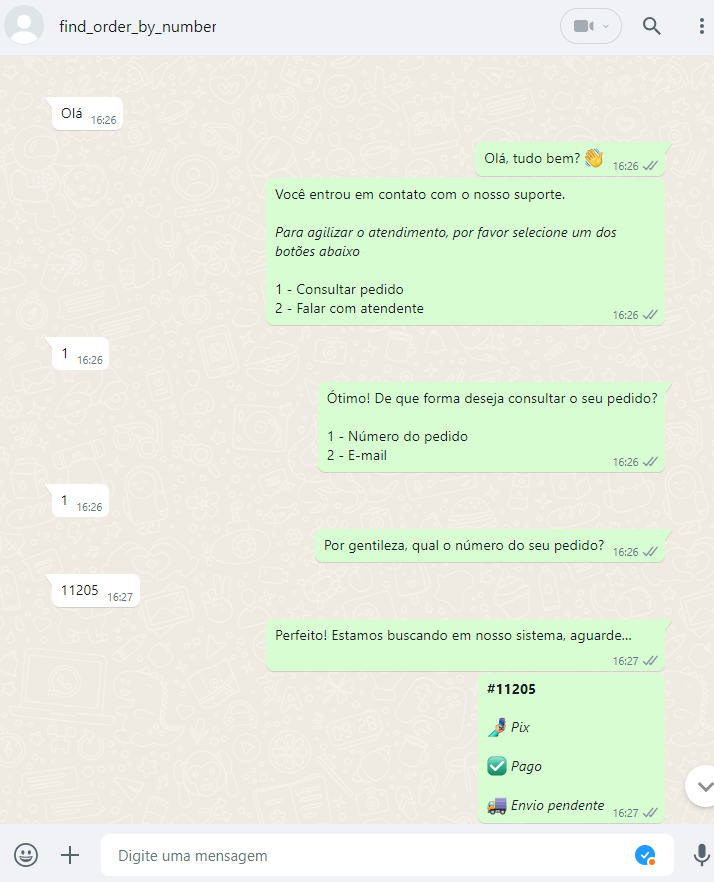 find_order_by_number
Olá 16:26
Olá, tudo bem? 👋 16:26
Você entrou em contato com o nosso suporte.
Para agilizar o atendimento, por favor selecione um dos
botões abaixo
1 - Consultar pedido
2 - Falar com atendente
16:26
1 16:26
Ótimo! De que forma deseja consultar o seu pedido?
1 - Número do pedido
2 - E-mail
16:26
1 16:26
Por gentileza, qual o número do seu pedido? 16:26
11205 16:27
Perfeito! Estamos buscando em nosso sistema, aguarde...
16:27
#11205
Pix
✅ Pago
🚚 Envio pendente 16:27
Digite uma mensagem